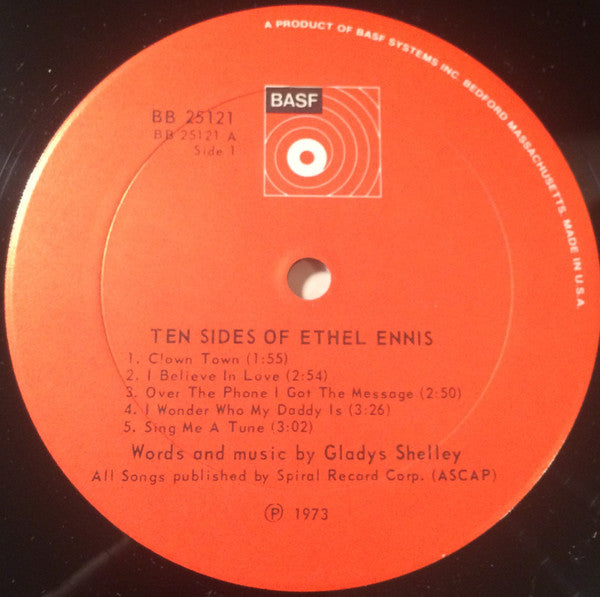 A PRODUCT OF BASF SYSTEMS INC. BEDFORD MASSACHUSETTS. MADE IN U.S.A.
BASF
BB 25121
BB 25121 A
Side 1
TEN SIDES OF ETHEL ENNIS
1. Clown Town (1:55)
2. I Believe In Love (2:54)
3. Over The Phone I Got The Message (2:50)
4. I Wonder Who My Daddy Is (3:26)
5. Sing Me A Tune (3:02)
Words and music by Gladys Shelley
All Songs published by Spiral Record Corp. (ASCAP)
℗ 1973